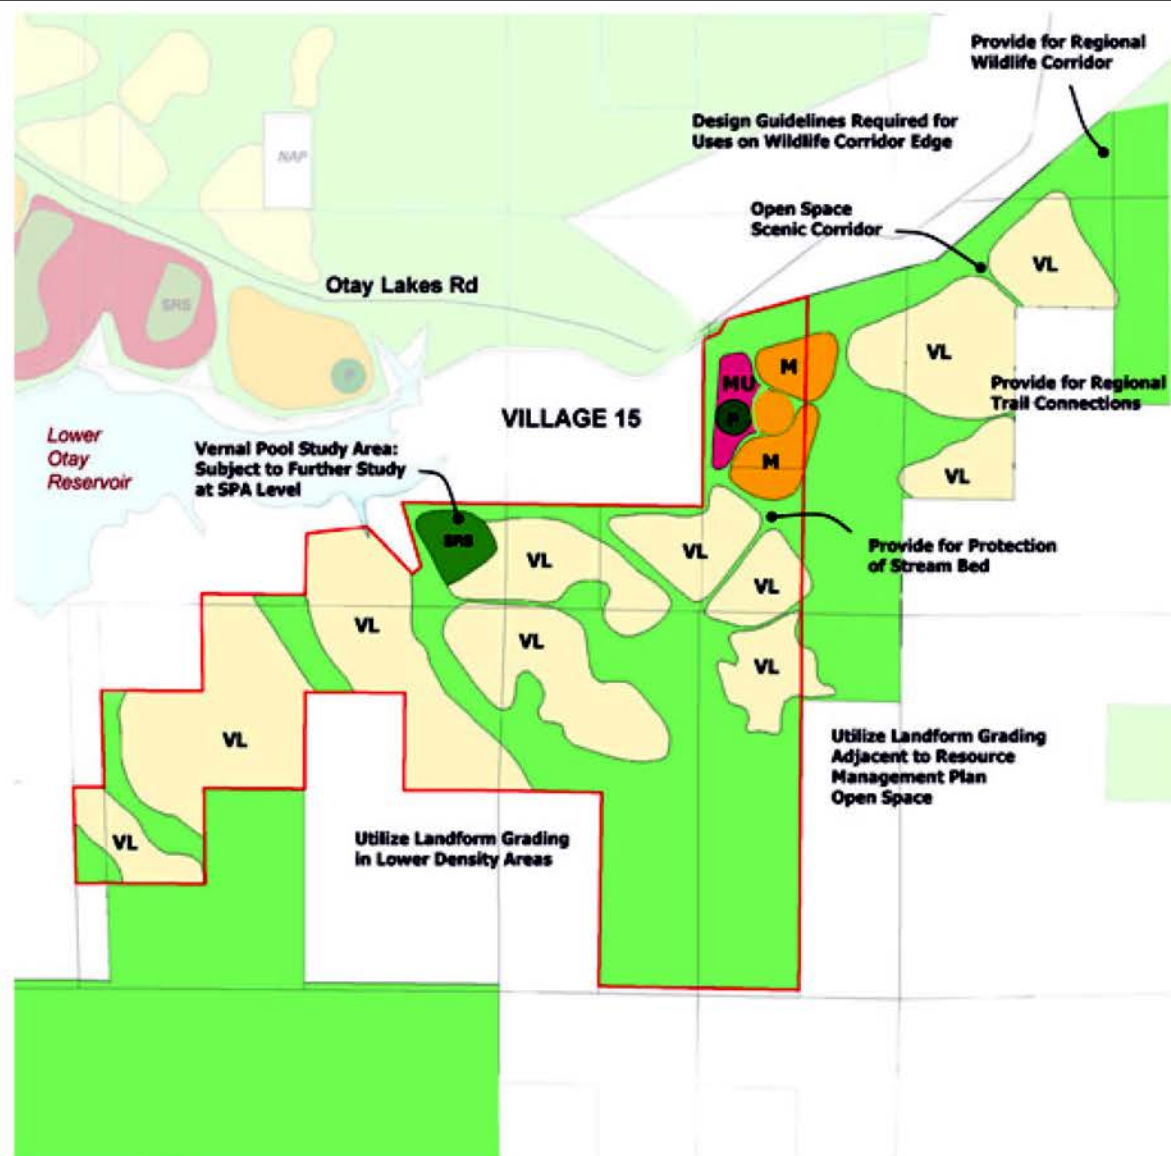 Provide for Regional
Wildlife Corridor
Design Guidelines Required for
Uses on Wildlife Corridor Edge
NAP
Open Space
Scenic Corridor
VL
Otay Lakes Rd
SRS
M
VL
P
MU
Provide for Regional
Trail Connections
P
VILLAGE 15
Lower
Otay
Reservoir
Vernal Pool Study Area:
Subject to Further Study
at SPA Level
M
VL
SRS
VL
VL
Provide for Protection
of Stream Bed
VL
VL
VL
VL
VL
Utilize Landform Grading
Adjacent to Resource
Management Plan
Open Space
VL
Utilize Landform Grading
in Lower Density Areas